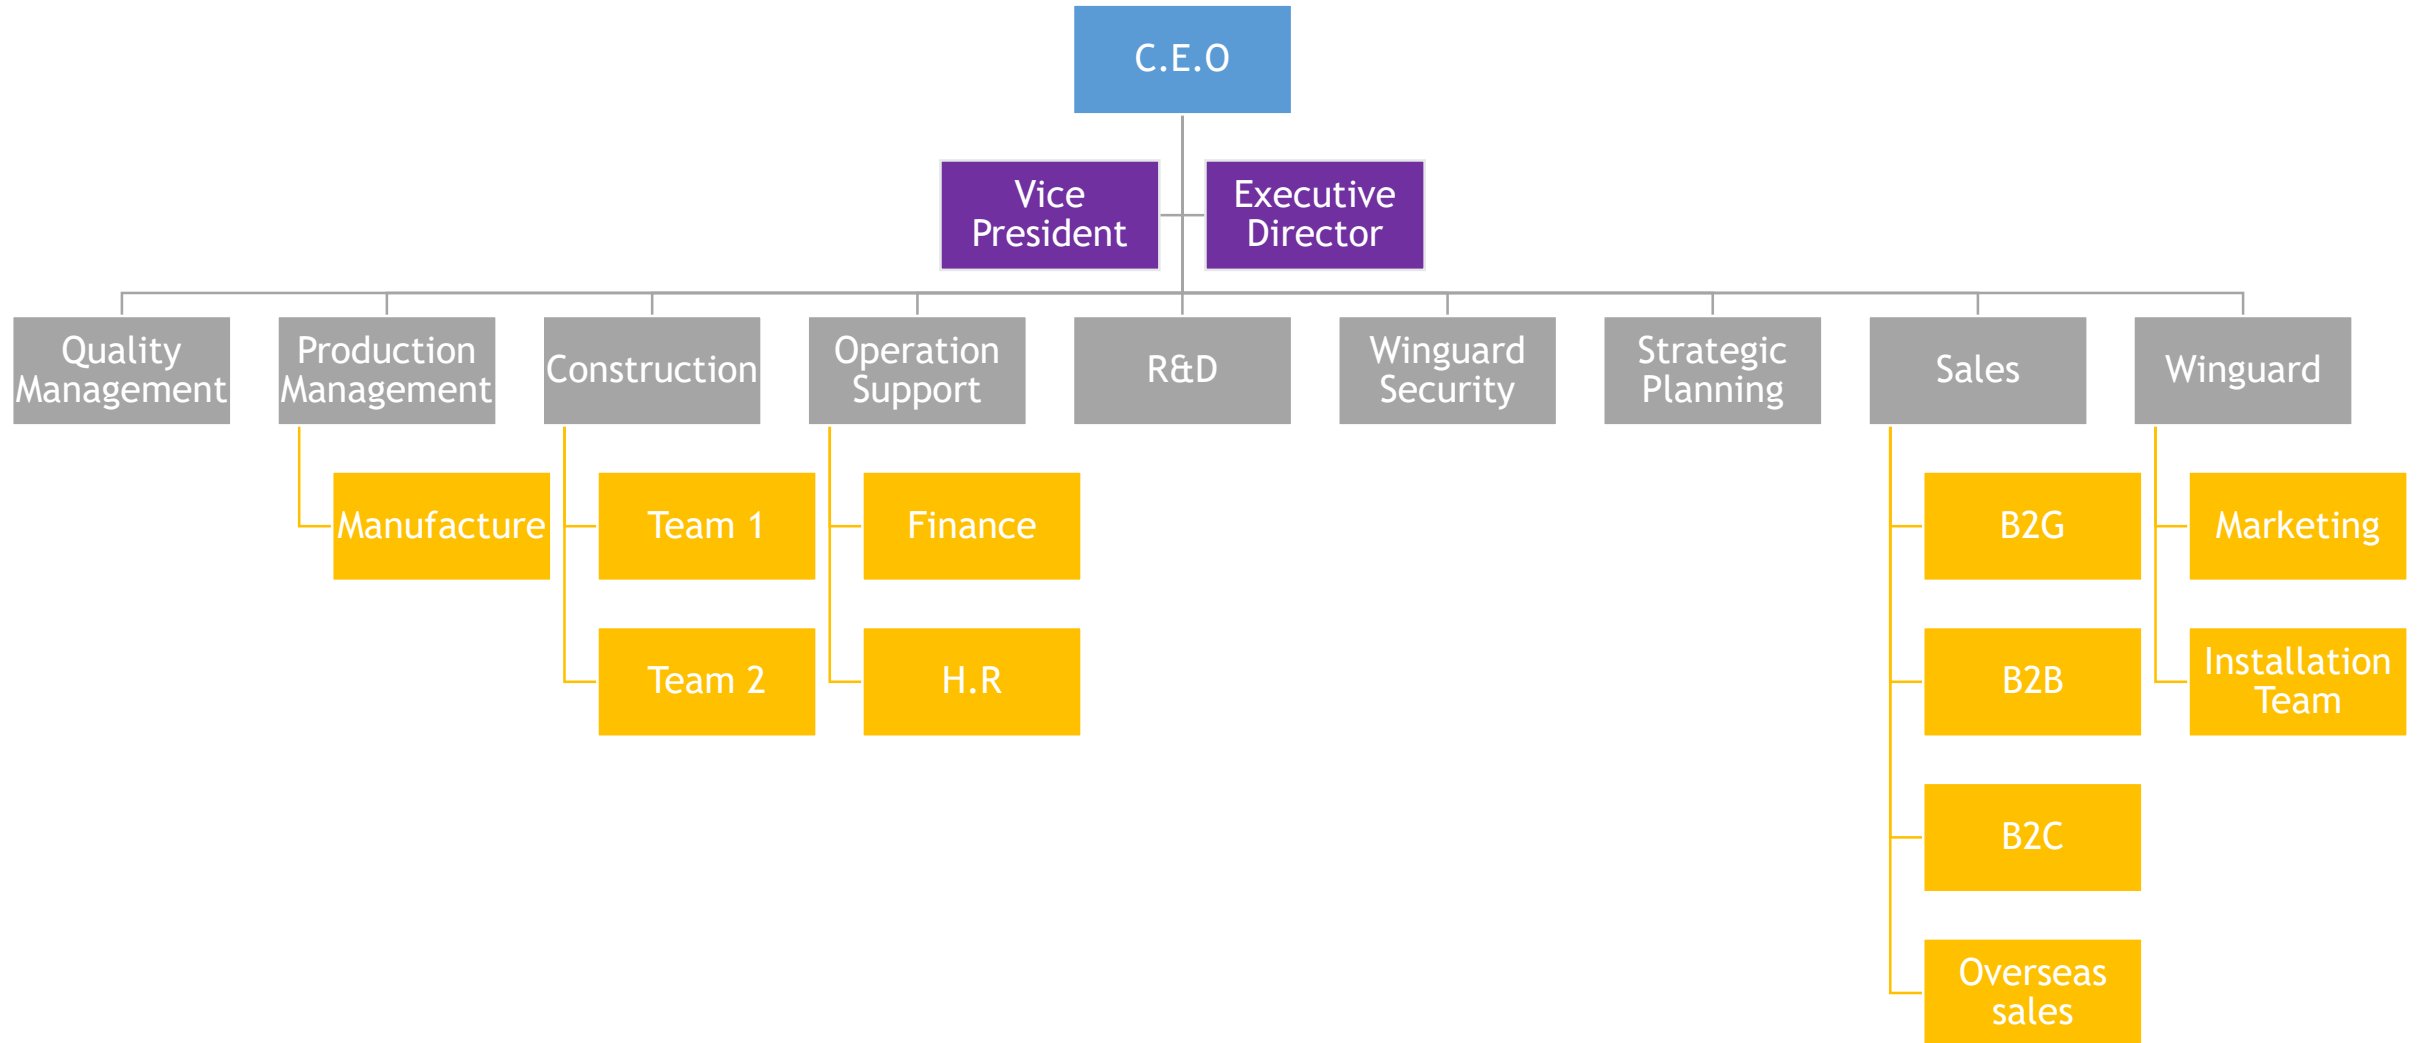 C.E.O
Vice
President
Executive
Director
Quality
Management
Production
Management
Construction
Operation
Support
R&D
Winguard
Security
Strategic
Planning
Sales
Winguard
Manufacture
Team 1
Finance
B2G
Marketing
Team 2
H.R
B2B
Installation
Team
B2C
Overseas
sales